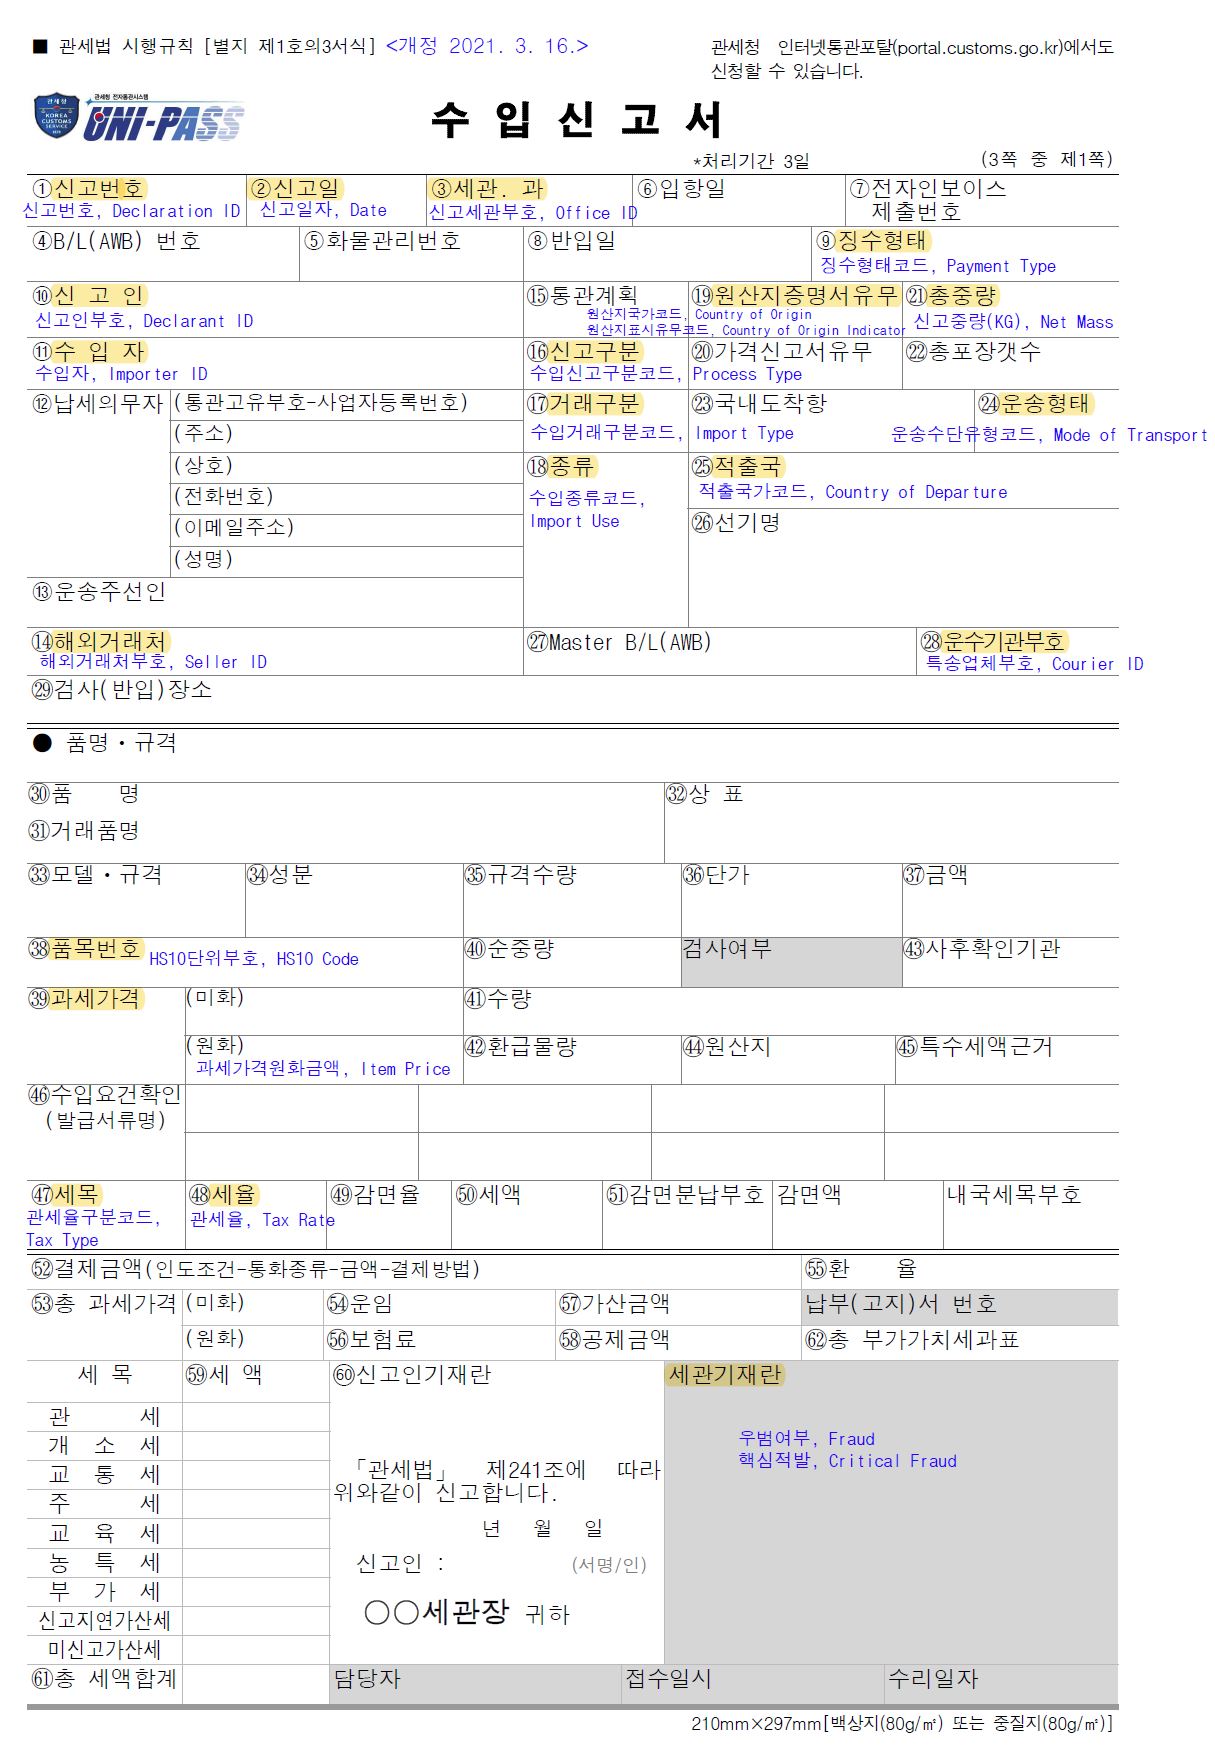 ■ 관세법 시행규칙 [별지 제1호의3서식] <개정 2021. 3. 16.>
관세청 인터넷통관포탈(portal.customs.go.kr)에서도
신청할 수 있습니다.
관세청
KOREA
CUSTOMS
SERVICE
관세청 전자통관시스템
UNI-PASS
수 입 신 고 서
*처리기간 3일
(3쪽 중 제1쪽)
①신고번호 ②신고일 ③세관. 과 ⑥입항일 ⑦전자인보이스
제출번호
신고번호, Declaration ID 신고일자, Date 신고세관부호, Office ID
④B/L(AWB) 번호 ⑤화물관리번호 ⑧반입일 ⑨징수형태
징수형태코드, Payment Type
⑩신 고 인 ⑮통관계획 ⑲원산지증명서유무 ㉑총중량
신고인부호, Declarant ID
원산지국가코드, Country of Origin
원산지표시유무코드, Country of Origin Indicator
신고중량(KG), Net Mass
⑪수 입 자 ⑯신고구분 ⑳가격신고서유무 ㉒총포장갯수
수입자, Importer ID 수입신고구분코드, Process Type
⑫납세의무자 (통관고유부호-사업자등록번호) ⑰거래구분 ㉓국내도착항 ㉔운송형태
(주소) 수입거래구분코드, Import Type 운송수단유형코드, Mode of Transport
(상호) ⑱종류 ㉕적출국
(전화번호) 수입종류코드,
Import Use
적출국가코드, Country of Departure
(이메일주소) ㉖선기명
(성명)
⑬운송주선인
⑭해외거래처 ㉗Master B/L(AWB) ㉘운수기관부호
해외거래처부호, Seller ID 특송업체부호, Courier ID
㉙검사(반입)장소
● 품명·규격
㉚품 명 ㉜상 표
㉛거래품명
㉝모델·규격 ㉞성분 ㉟규격수량 ㊱단가 ㊲금액
㊳품목번호 HS10단위부호, HS10 Code ㊵순중량 검사여부 ㊸사후확인기관
㊴과세가격 (미화) ㊶수량
(원화) ㊷환급물량 ㊹원산지 ㊺특수세액근거
과세가격원화금액, Item Price
㊻수입요건확인
(발급서류명)
㊼세목 ㊽세율 ㊾감면율 ㊿세액 51감면분납부호 감면액 내국세목부호
관세율구분코드,
Tax Type
관세율, Tax Rate
52결제금액(인도조건-통화종류-금액-결제방법) 55환 율
53총 과세가격 (미화) 54운임 57가산금액 납부(고지)서 번호
(원화) 56보험료 58공제금액 62총 부가가치세과표
세 목 59세 액 60신고인기재란 세관기재란
관 세
개 소 세
교 통 세
주 세
교 육 세
농 특 세
부 가 세
신고지연가산세
미신고가산세
「관세법」 제241조에 따라
위와같이 신고합니다.
년 월 일
신고인 : (서명/인)
○○세관장 귀하
우범여부, Fraud
핵심적발, Critical Fraud
61총 세액합계 담당자 접수일시 수리일자
210mm×297mm[백상지(80g/㎡) 또는 중질지(80g/㎡)]